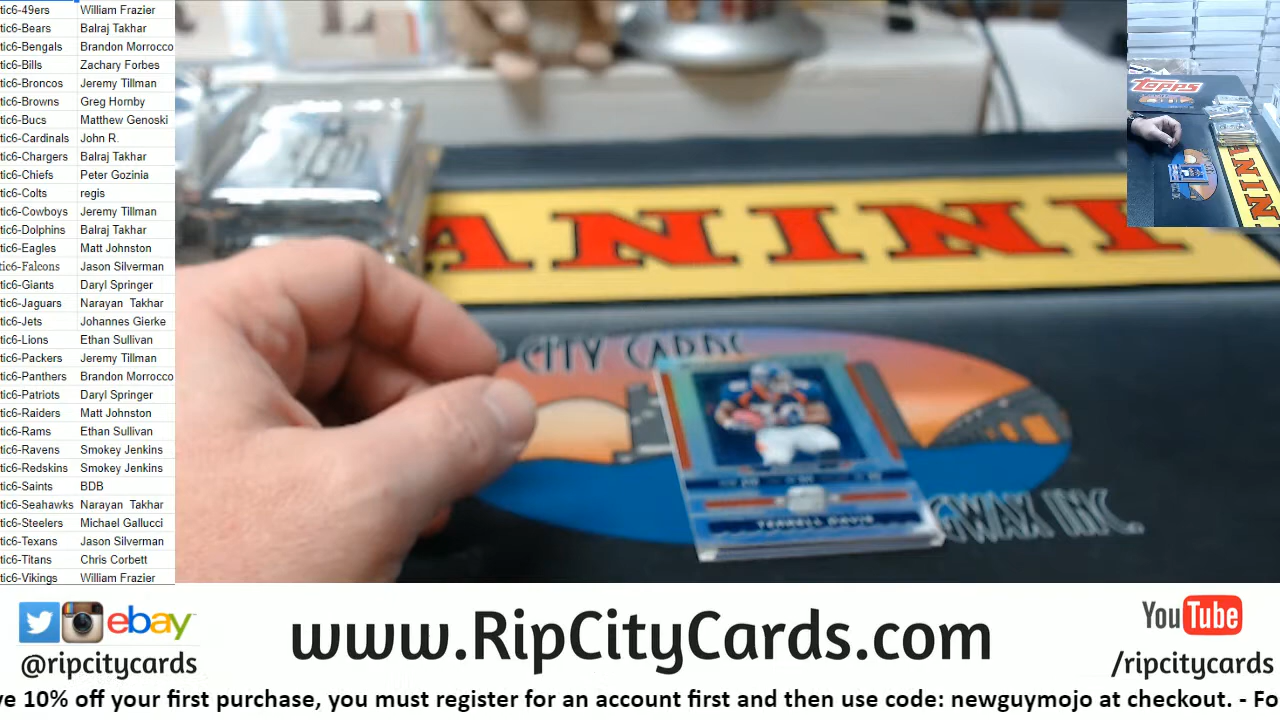 tic6-49ers William Frazier
tic6-Bears Balraj Takhar
tic6-Bengals Brandon Morrocco
tic6-Bills Zachary Forbes
tic6-Broncos Jeremy Tillman
tic6-Browns Greg Hornby
tic6-Bucs Matthew Genoski
tic6-Cardinals John R.
tic6-Chargers Balraj Takhar
tic6-Chiefs Peter Gozinia
tic6-Colts regis
tic6-Cowboys Jeremy Tillman
tic6-Dolphins Balraj Takhar
tic6-Eagles Matt Johnston
tic6-Falcons Jason Silverman
tic6-Giants Daryl Springer
tic6-Jaguars Narayan Takhar
tic6-Jets Johannes Gierke
tic6-Lions Ethan Sullivan
tic6-Packers Jeremy Tillman
tic6-Panthers Brandon Morrocco
tic6-Patriots Daryl Springer
tic6-Raiders Matt Johnston
tic6-Rams Ethan Sullivan
tic6-Ravens Smokey Jenkins
tic6-Redskins Smokey Jenkins
tic6-Saints BDB
tic6-Seahawks Narayan Takhar
tic6-Steelers Michael Gallucci
tic6-Texans Jason Silverman
tic6-Titans Chris Corbett
tic6-Vikings William Frazier
Topps
PANINI
ANINI
P CITY CARDS
GWAX INC.
TERRELL DAVIS
ebay
@ripcitycards
www.RipCityCards.com
YouTube
/ripcitycards
ve 10% off your first purchase, you must register for an account first and then use code: newguymojo at checkout. - Fo